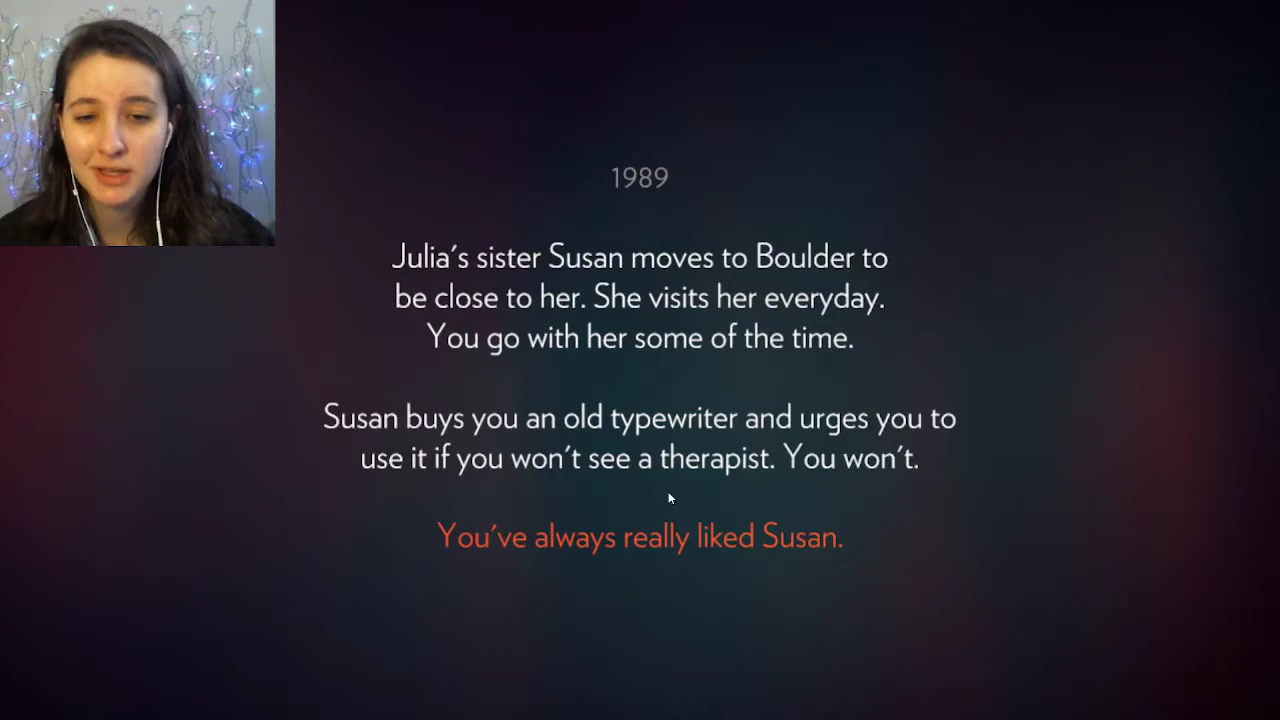 1989
Julia's sister Susan moves to Boulder to
be close to her. She visits her everyday.
You go with her some of the time.
Susan buys you an old typewriter and urges you to
use it if you won't see a therapist. You won't.
You've always really liked Susan.